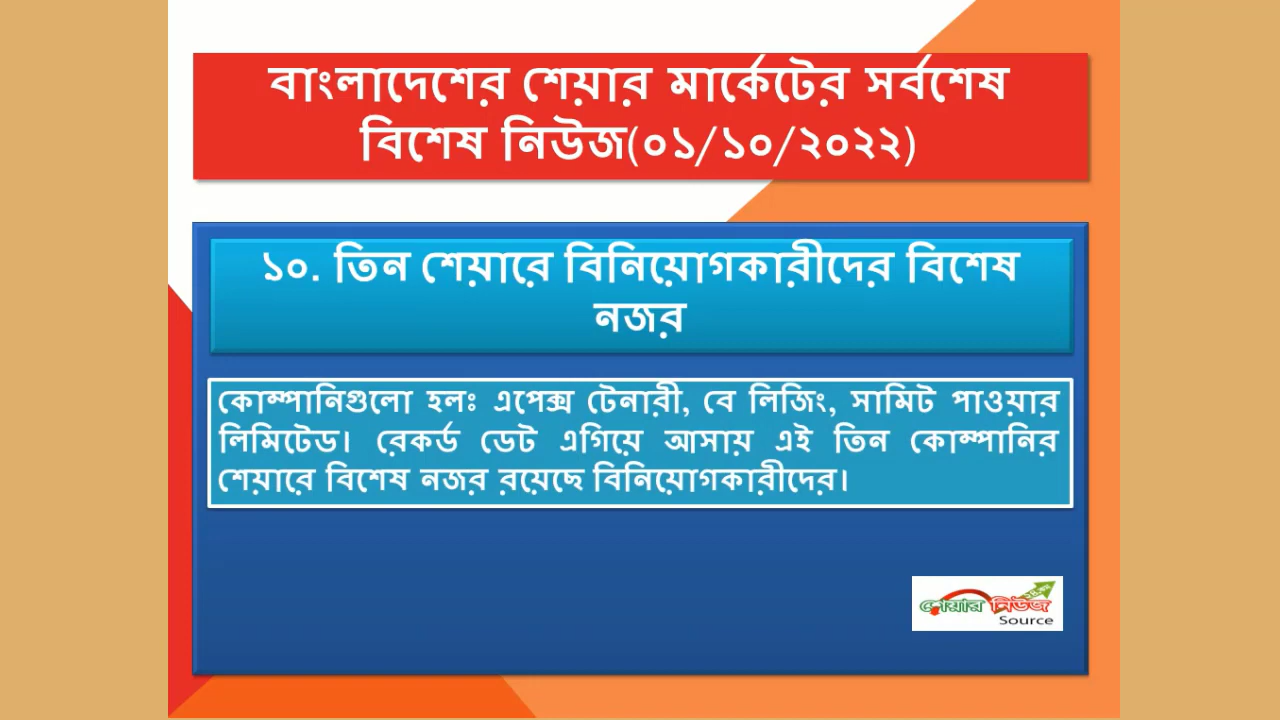 বাংলাদেশের শেয়ার মার্কেটের সর্বশেষ
বিশেষ নিউজ(০১/১০/২০২২)
১০. তিন শেয়ারে বিনিয়োগকারীদের বিশেষ
নজর
কোম্পানিগুলো হলঃ এপেক্স টেনারী, বে লিজিং, সামিট পাওয়ার
লিমিটেড। রেকর্ড ডেট এগিয়ে আসায় এই তিন কোম্পানির
শেয়ারে বিশেষ নজর রয়েছে বিনিয়োগকারীদের।
শেয়ার নিউজ
Source